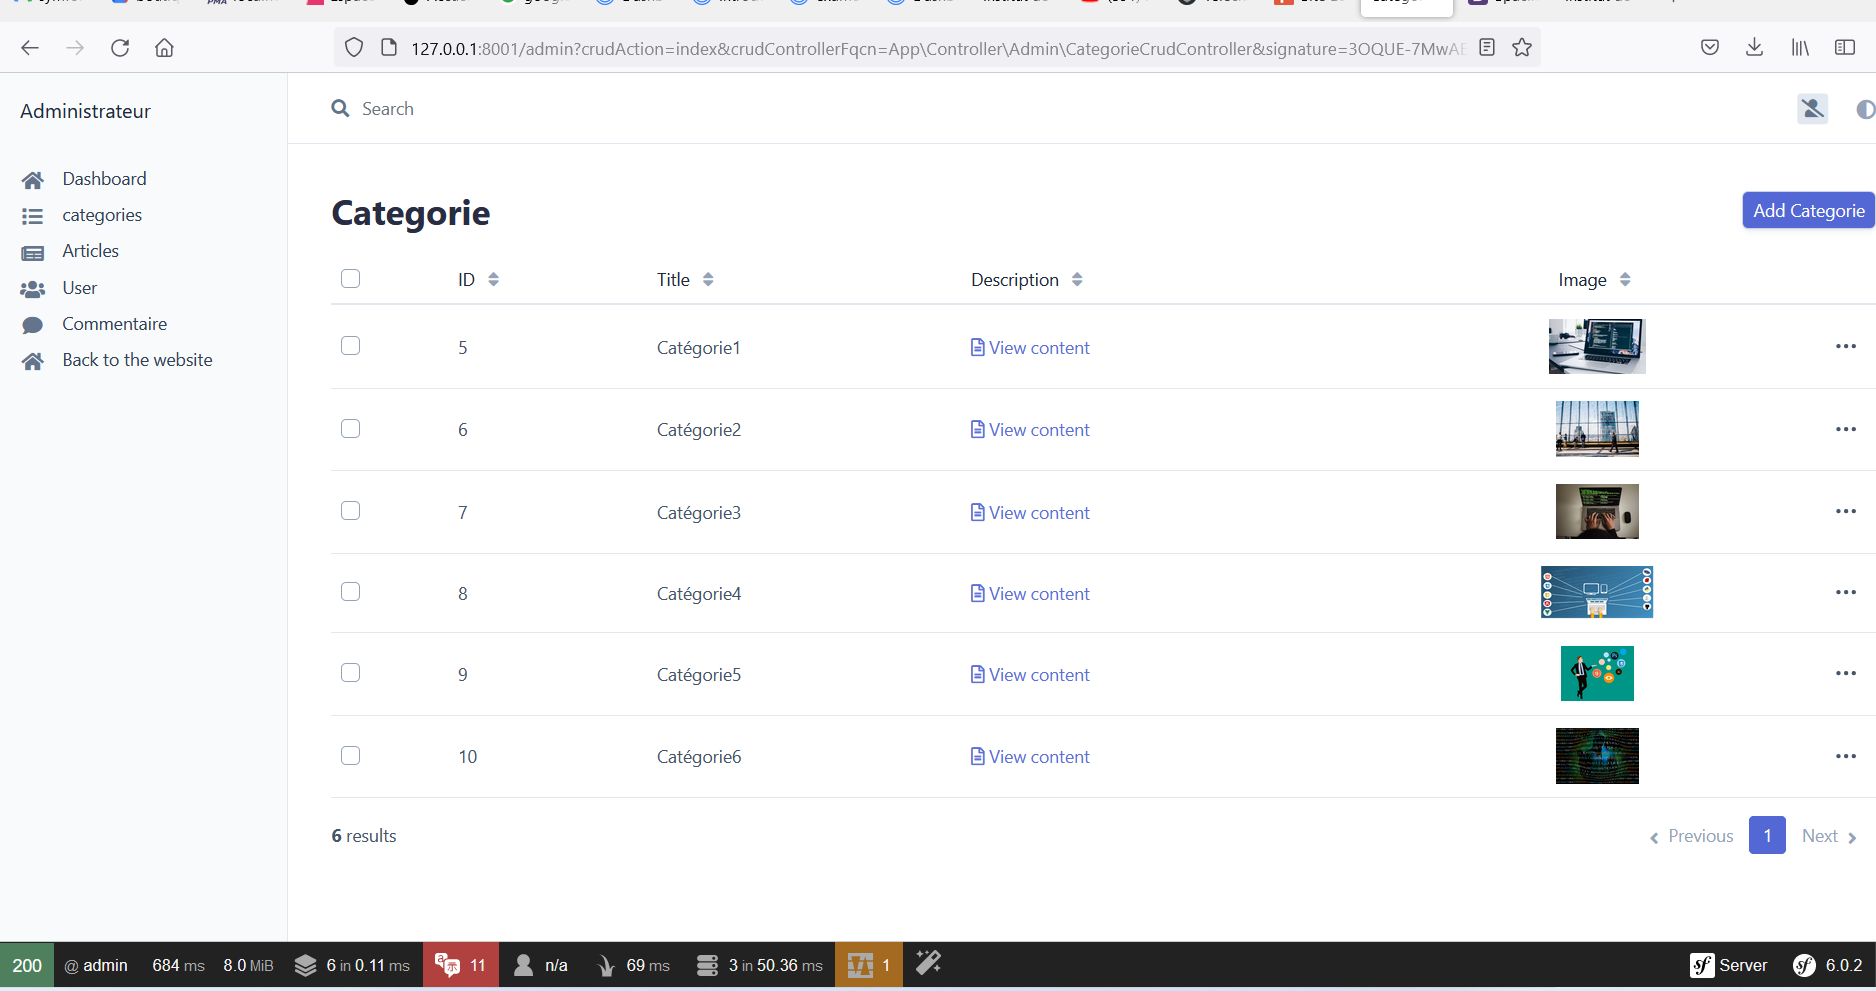 127.0.0.1:8001/admin?crudAction=index&crudControllerFqcn=App\Controller\Admin\CategorieCrudController&signature=3OQUE-7MwAE
Administrateur
Search
Dashboard
categories
Articles
User
Commentaire
Back to the website
Categorie
Add Categorie
ID Title Description Image
5 Catégorie1 View content
6 Catégorie2 View content
7 Catégorie3 View content
8 Catégorie4 View content
9 Catégorie5 View content
10 Catégorie6 View content
6 results
Previous 1 Next
200 @ admin 684 ms 8.0 MiB 6 in 0.11 ms 11 n/a 69 ms 3 in 50.36 ms 1 Server 6.0.2